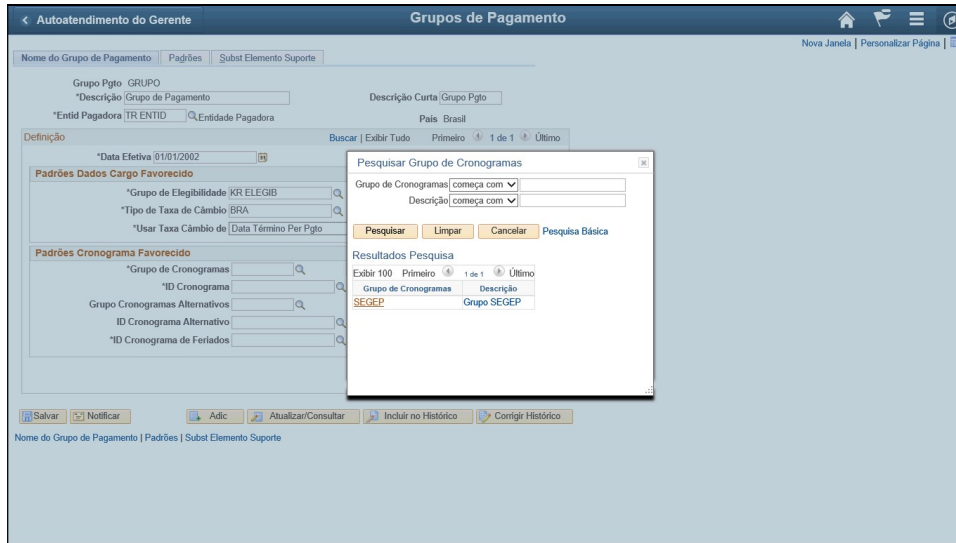 Autoatendimento do Gerente
Grupos de Pagamento
Nova Janela | Personalizar Página |
Nome do Grupo de Pagamento Padrões Subst Elemento Suporte
Grupo Pgto GRUPO
*Descrição Grupo de Pagamento Descrição Curta Grupo Pgto
*Entid Pagadora TR ENTID Entidade Pagadora País Brasil
Definição Buscar | Exibir Tudo Primeiro 1 de 1 Último
*Data Efetiva 01/01/2002
Padrões Dados Cargo Favorecido
*Grupo de Elegibilidade KR ELEGIB
*Tipo de Taxa de Câmbio BRA
*Usar Taxa Câmbio de Data Término Per Pgto
Padrões Cronograma Favorecido
*Grupo de Cronogramas
*ID Cronograma
Grupo Cronogramas Alternativos
ID Cronograma Alternativo
*ID Cronograma de Feriados
Pesquisar Grupo de Cronogramas
Grupo de Cronogramas começa com
Descrição começa com
Pesquisar Limpar Cancelar Pesquisa Básica
Resultados Pesquisa
Exibir 100 Primeiro 1 de 1 Último
Grupo de Cronogramas Descrição
SEGEP Grupo SEGEP
Salvar Notificar Adic Atualizar/Consultar Incluir no Histórico Corrigir Histórico
Nome do Grupo de Pagamento | Padrões | Subst Elemento Suporte